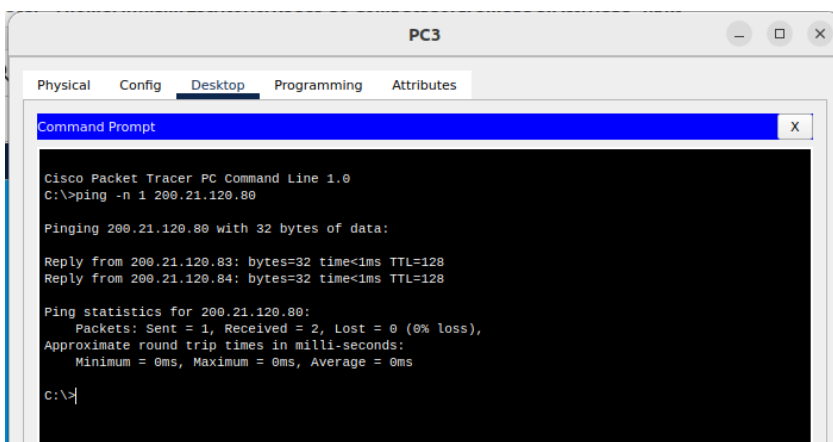 PC3
Physical Config Desktop Programming Attributes
Command Prompt X
Cisco Packet Tracer PC Command Line 1.0
C:\>ping -n 1 200.21.120.80
Pinging 200.21.120.80 with 32 bytes of data:
Reply from 200.21.120.83: bytes=32 time<1ms TTL=128
Reply from 200.21.120.84: bytes=32 time<1ms TTL=128
Ping statistics for 200.21.120.80:
Packets: Sent = 1, Received = 2, Lost = 0 (0% loss),
Approximate round trip times in milli-seconds:
Minimum = 0ms, Maximum = 0ms, Average = 0ms
C:\>